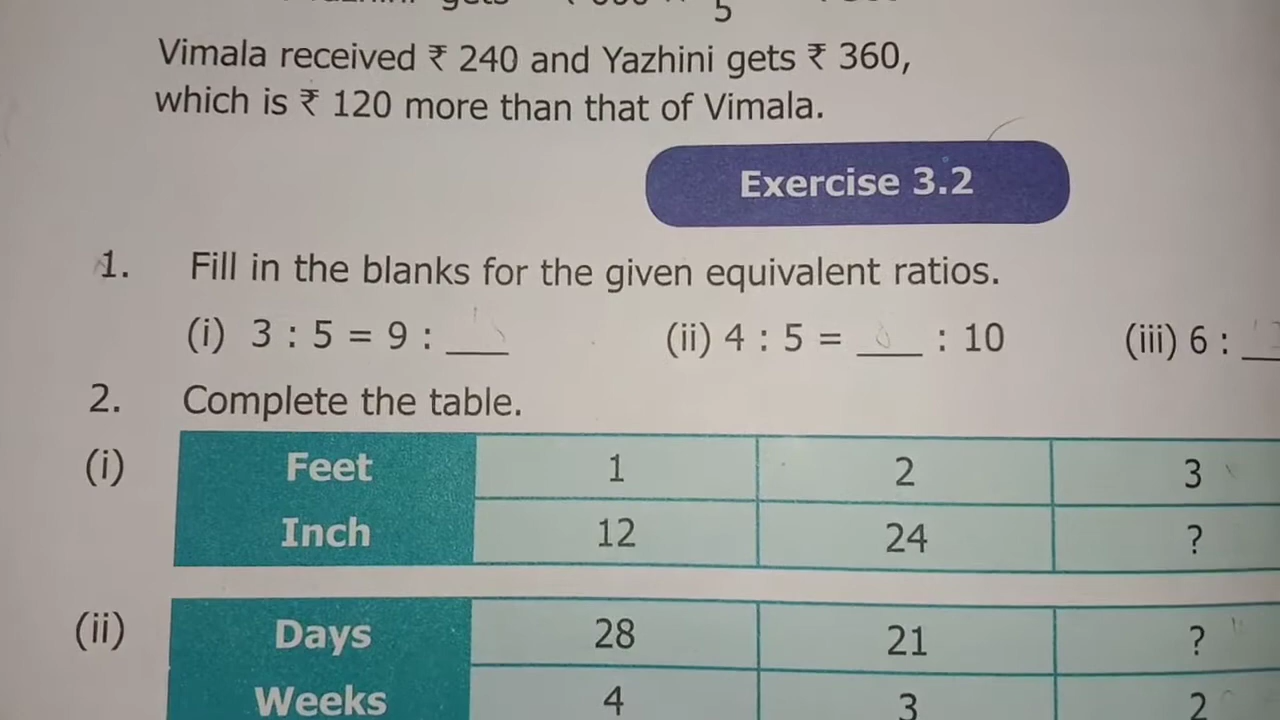 5
Vimala received ₹ 240 and Yazhini gets ₹ 360,
which is ₹ 120 more than that of Vimala.
Exercise 3.2
1. Fill in the blanks for the given equivalent ratios.
(i) 3 : 5 = 9 : ___ (ii) 4 : 5 = ___ : 10 (iii) 6 : __
2. Complete the table.
(i) Feet 1 2 3
Inch 12 24 ?
(ii) Days 28 21 ?
Weeks 4 3 2